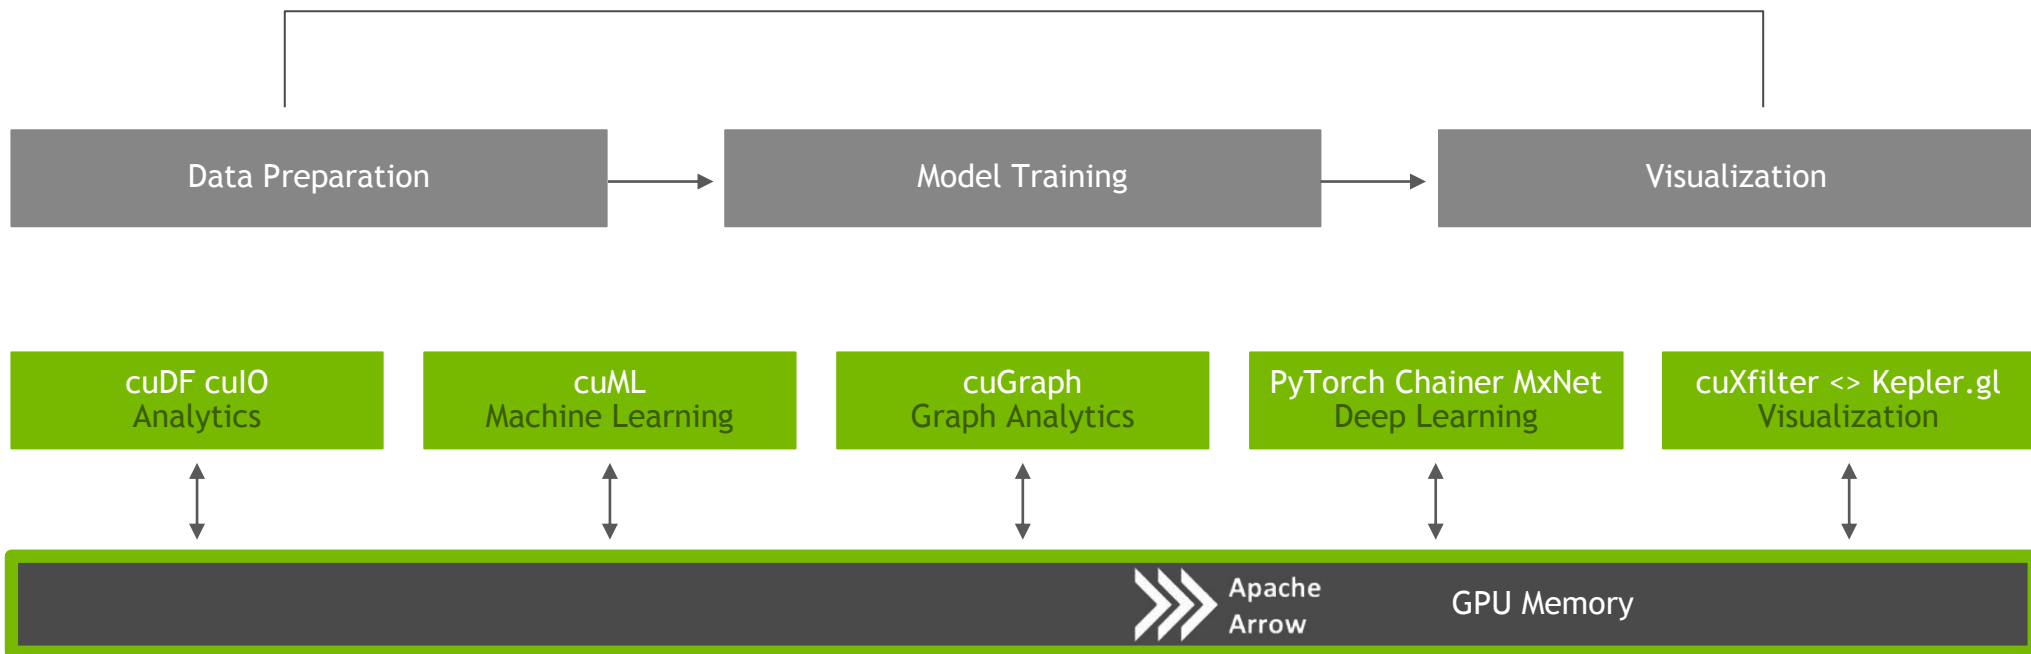 Data Preparation
Model Training
Visualization
cuDF cuIO
Analytics
cuML
Machine Learning
cuGraph
Graph Analytics
PyTorch Chainer MxNet
Deep Learning
cuXfilter <> Kepler.gl
Visualization
Apache
Arrow
GPU Memory